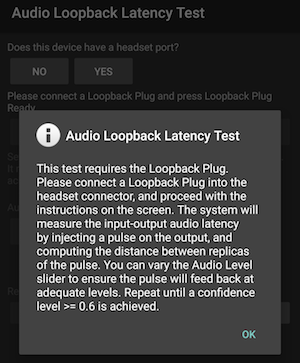 Audio Loopback Latency Test
Does this device have a headset port?
NO YES
Please connect a Loopback Plug and press Loopback Plug
Ready
Audio Loopback Latency Test
This test requires the Loopback Plug.
Please connect a Loopback Plug into the
headset connector, and proceed with the
instructions on the screen. The system will
measure the input-output audio latency
by injecting a pulse on the output, and
computing the distance between replicas
of the pulse. You can vary the Audio Level
slider to ensure the pulse will feed back at
adequate levels. Repeat until a confidence
level >= 0.6 is achieved.
OK